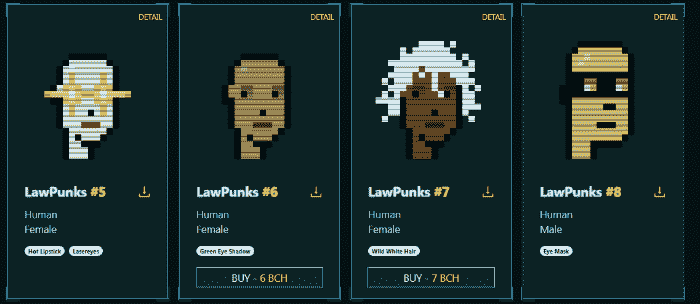 DETAIL
LawPunks #5
Human
Female
Hot Lipstick Lasereyes
DETAIL
LawPunks #6
Human
Female
Green Eye Shadow
BUY - 6 BCH
DETAIL
LawPunks #7
Human
Female
Wild White Hair
BUY - 7 BCH
DETAIL
LawPunks #8
Human
Male
Eye Mask